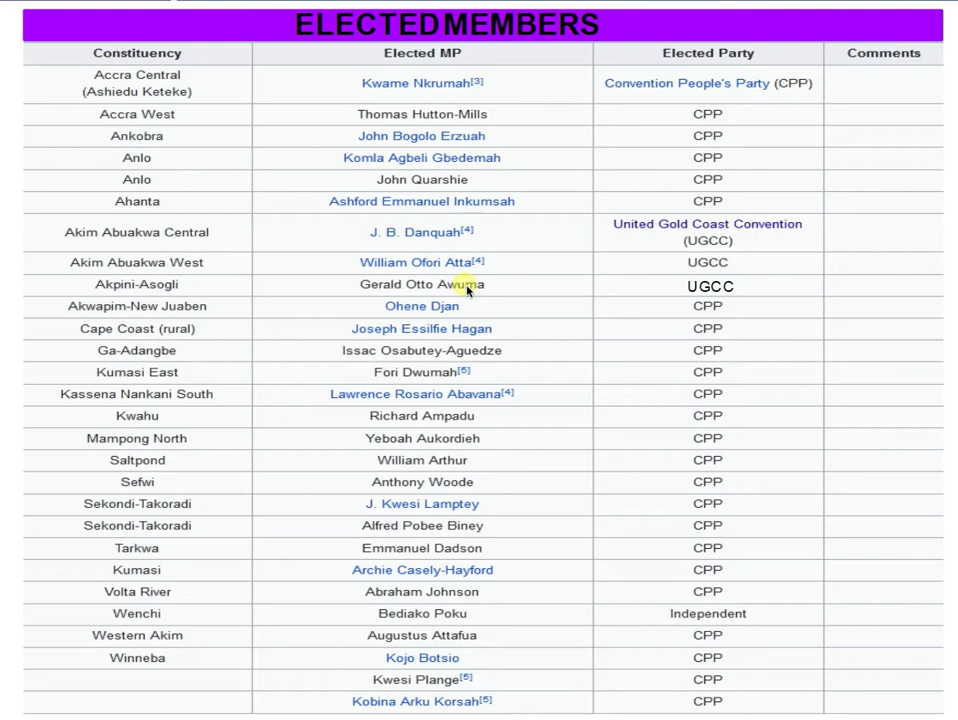 ELECTED MEMBERS
Constituency Elected MP Elected Party Comments
Accra Central
(Ashiedu Keteke) Kwame Nkrumah[3] Convention People's Party (CPP)
Accra West Thomas Hutton-Mills CPP
Ankobra John Bogolo Erzuah CPP
Anlo Komla Agbeli Gbedemah CPP
Anlo John Quarshie CPP
Ahanta Ashford Emmanuel Inkumsah CPP
Akim Abuakwa Central J. B. Danquah[4] United Gold Coast Convention
(UGCC)
Akim Abuakwa West William Ofori Atta[4] UGCC
Akpini-Asogli Gerald Otto Awuma UGCC
Akwapim-New Juaben Ohene Djan CPP
Cape Coast (rural) Joseph Essilfie Hagan CPP
Ga-Adangbe Issac Osabutey-Aguedze CPP
Kumasi East Fori Dwumah[5] CPP
Kassena Nankani South Lawrence Rosario Abavana[4] CPP
Kwahu Richard Ampadu CPP
Mampong North Yeboah Aukordieh CPP
Saltpond William Arthur CPP
Sefwi Anthony Woode CPP
Sekondi-Takoradi J. Kwesi Lamptey CPP
Sekondi-Takoradi Alfred Pobee Biney CPP
Tarkwa Emmanuel Dadson CPP
Kumasi Archie Casely-Hayford CPP
Volta River Abraham Johnson CPP
Wenchi Bediako Poku Independent
Western Akim Augustus Attafua CPP
Winneba Kojo Botsio CPP
Kwesi Plange[5] CPP
Kobina Arku Korsah[5] CPP